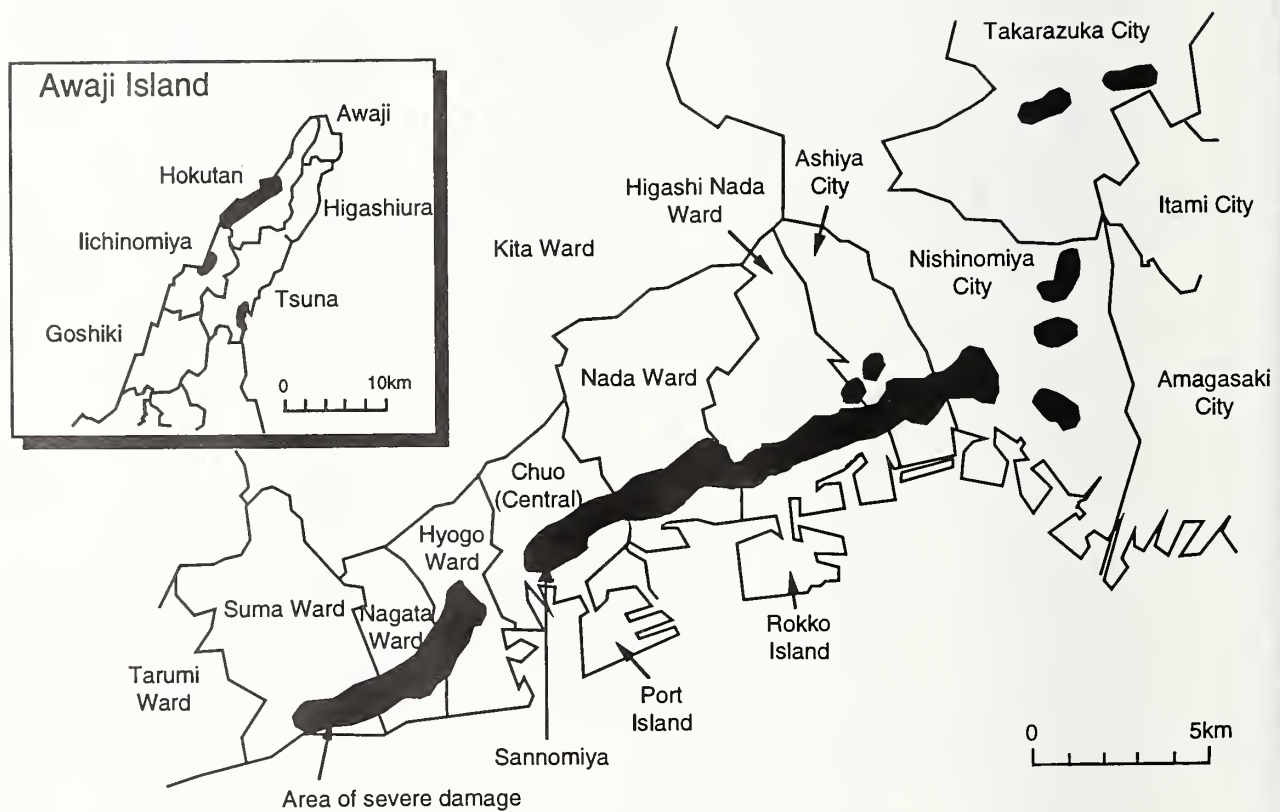 Awaji Island
Awaji
Hokutan
Higashiura
Iichinomiya
Tsuna
Goshiki
0
10km
Takarazuka City
Ashiya
City
Higashi Nada
Ward
Itami City
Kita Ward
Nishinomiya
City
Nada Ward
Amagasaki
City
Chuo
(Central)
Hyogo
Ward
Suma Ward
Nagata
Ward
Rokko
Island
Tarumi
Ward
Port
Island
Sannomiya
0
5km
Area of severe damage